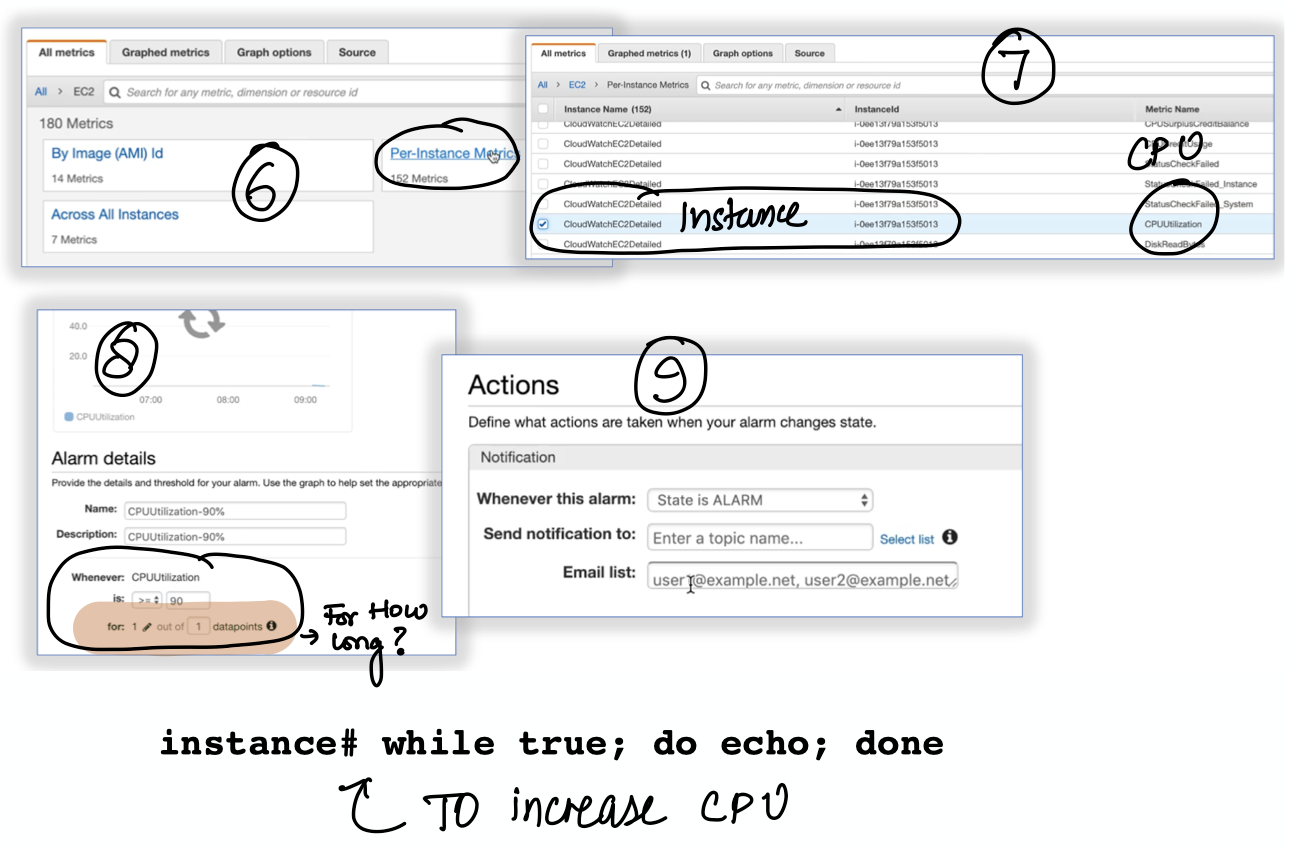 All metrics Graphed metrics Graph options Source
All > EC2 Search for any metric, dimension or resource id
180 Metrics
By Image (AMI) Id
14 Metrics
Per-Instance Metric
152 Metrics
Across All Instances
7 Metrics
6
All metrics Graphed metrics (1) Graph options Source
7
All > EC2 > Per-Instance Metrics Search for any metric, dimension or resource id
Instance Name (152) InstanceId Metric Name
CloudWatchEC2Detailed i-0ee13f79a153f5013 CPUSurplusCreditBalance
CloudWatchEC2Detailed i-0ee13f79a153f5013
CPU
CloudWatchEC2Detailed i-0ee13f79a153f5013 StatusCheckFailed
CloudWatchEC2Detailed i-0ee13f79a153f5013 StatusCheckFailed_Instance
CloudWatchEC2Detailed i-0ee13f79a153f5013 StatusCheckFailed_System
Instance
CloudWatchEC2Detailed i-0ee13f79a153f5013 CPUUtilization
CloudWatchEC2Detailed i-0ee13f79a153f5013 DiskReadBytes
40.0
20.0
8
07:00 08:00 09:00
CPUUtilization
Alarm details
Provide the details and threshold for your alarm. Use the graph to help set the appropriate
Name: CPUUtilization-90%
Description: CPUUtilization-90%
Whenever: CPUUtilization
is: >= 90
for: 1 out of 1 datapoints
For How
long?
9
Actions
Define what actions are taken when your alarm changes state.
Notification
Whenever this alarm: State is ALARM
Send notification to: Enter a topic name... Select list
Email list: user1@example.net, user2@example.net
instance# while true; do echo; done
TO increase CPU